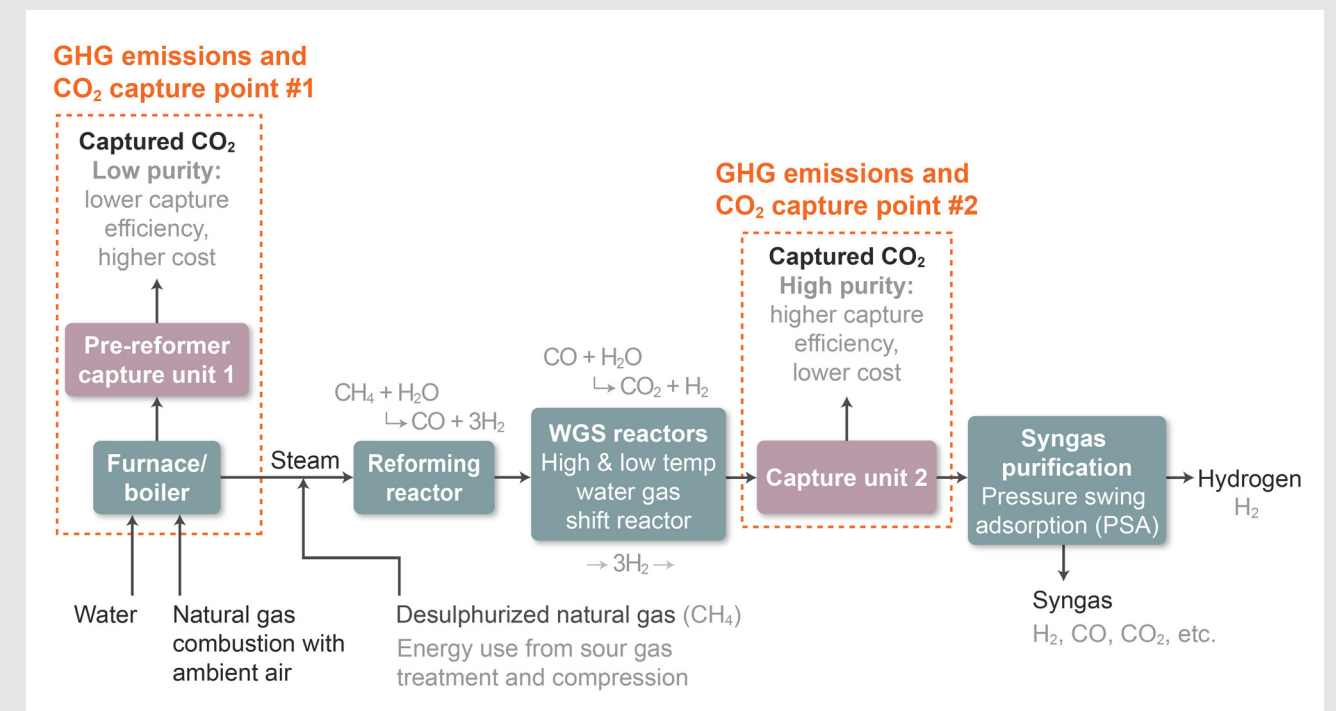 GHG emissions and
CO₂ capture point #1
Captured CO₂
Low purity:
lower capture
efficiency,
higher cost
Pre-reformer
capture unit 1
Furnace/
boiler
Water
Natural gas
combustion with
ambient air
Steam
CH₄ + H₂O
↳CO + 3H₂
Reforming
reactor
Desulphurized natural gas (CH₄)
Energy use from sour gas
treatment and compression
CO + H₂O
↳CO₂ + H₂
WGS reactors
High & low temp
water gas
shift reactor
→ 3H₂ →
GHG emissions and
CO₂ capture point #2
Captured CO₂
High purity:
higher capture
efficiency,
lower cost
Capture unit 2
Syngas
purification
Pressure swing
adsorption (PSA)
Hydrogen
H₂
Syngas
H₂, CO, CO₂, etc.